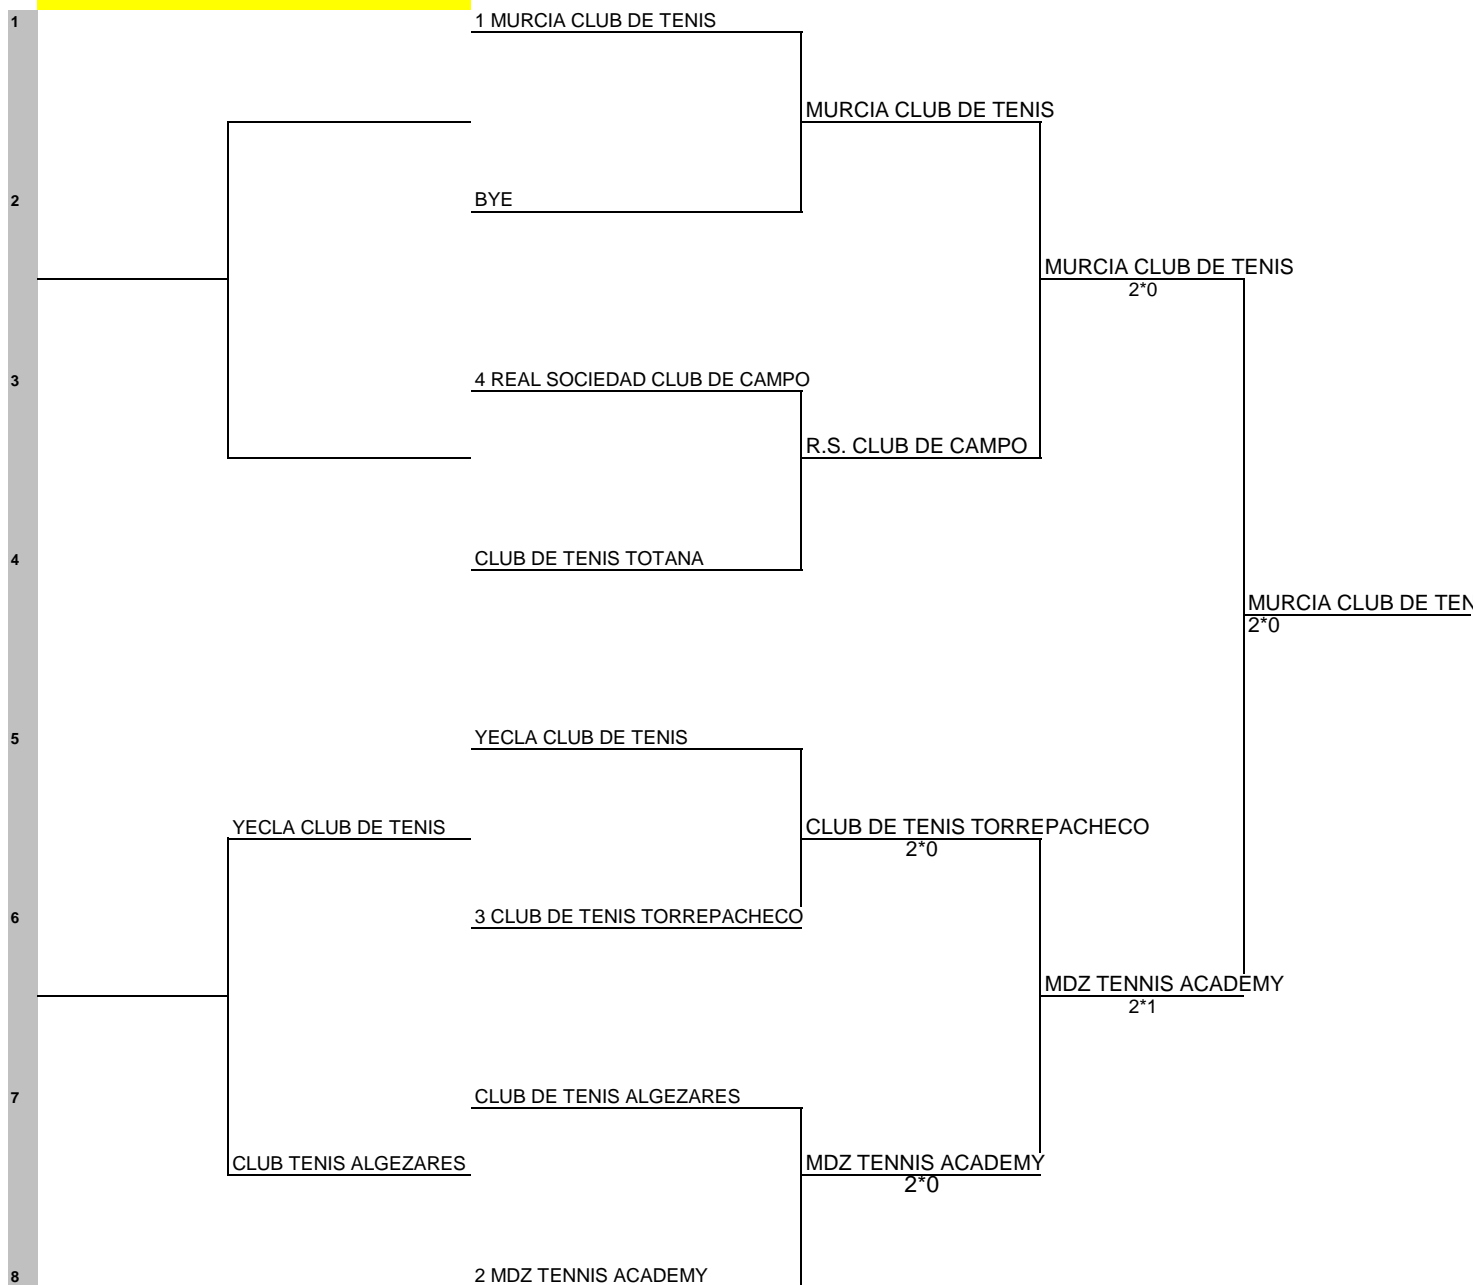 1
1 MURCIA CLUB DE TENIS
MURCIA CLUB DE TENIS
2
BYE
MURCIA CLUB DE TENIS
2*0
3
4 REAL SOCIEDAD CLUB DE CAMPO
R.S. CLUB DE CAMPO
4
CLUB DE TENIS TOTANA
MURCIA CLUB DE TEN
2*0
5
YECLA CLUB DE TENIS
YECLA CLUB DE TENIS
CLUB DE TENIS TORREPACHECO
2*0
6
3 CLUB DE TENIS TORREPACHECO
MDZ TENNIS ACADEMY
2*1
7
CLUB DE TENIS ALGEZARES
CLUB TENIS ALGEZARES
MDZ TENNIS ACADEMY
2*0
8
2 MDZ TENNIS ACADEMY